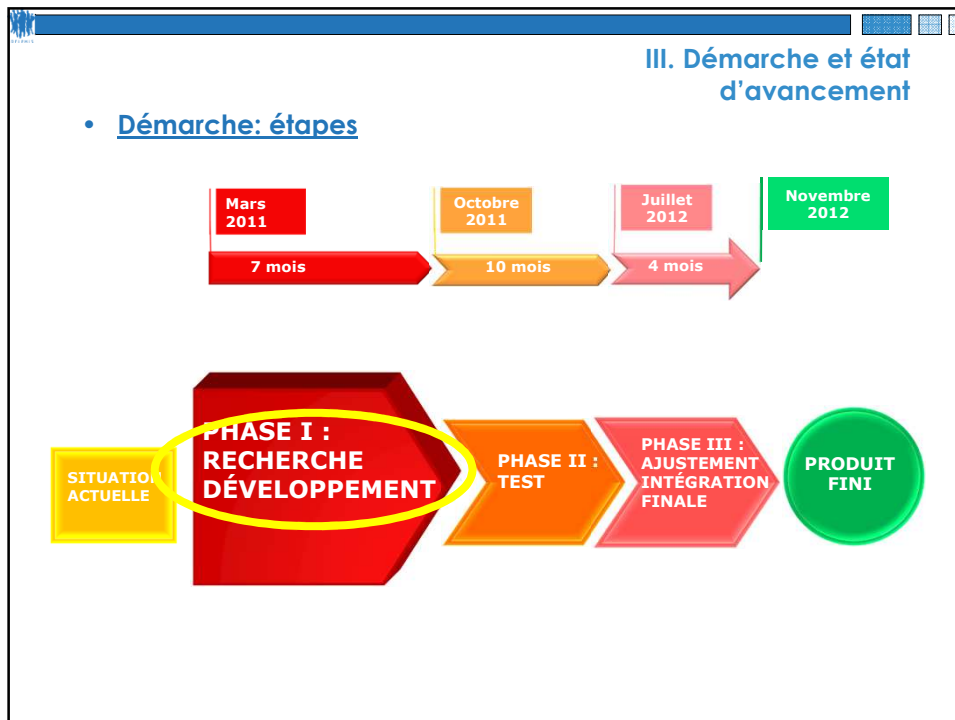 III. Démarche et état
d'avancement
• Démarche: étapes
Mars
2011
Octobre
2011
Juillet
2012
Novembre
2012
7 mois
10 mois
4 mois
SITUATION
ACTUELLE
PHASE I :
RECHERCHE
DÉVELOPPEMENT
PHASE II :
TEST
PHASE III :
AJUSTEMENT
INTÉGRATION
FINALE
PRODUIT
FINI